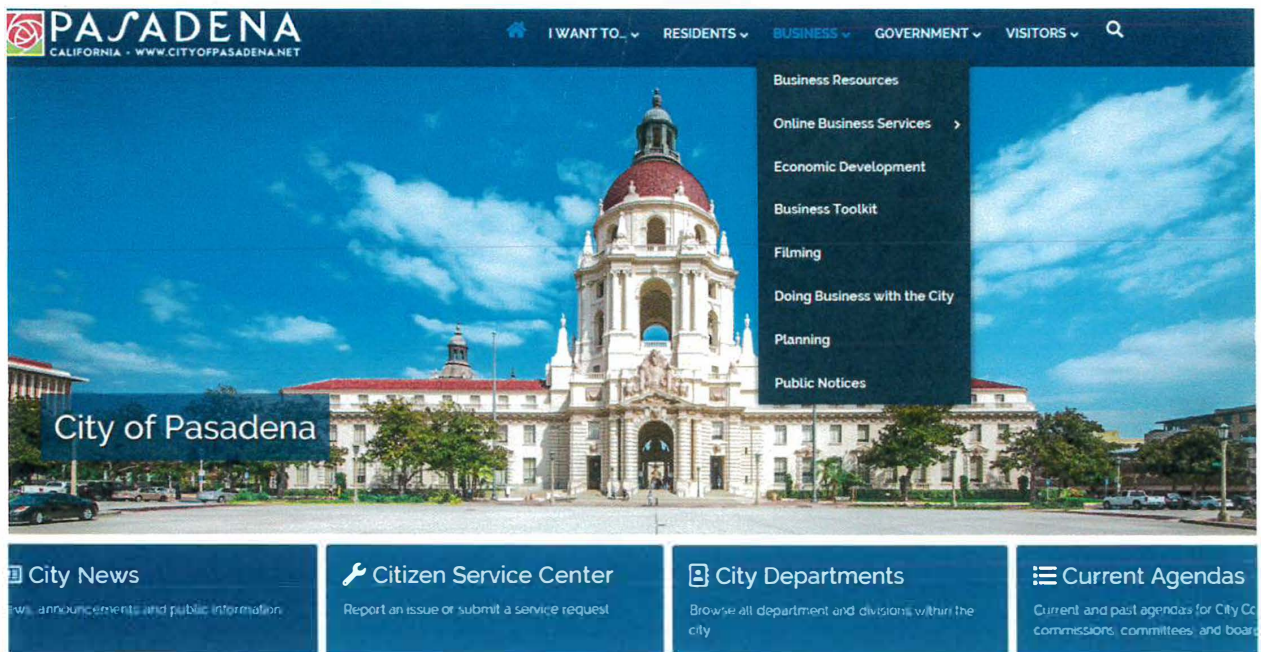 PASADENA
CALIFORNIA - WWW.CITYOFPASADENA.NET
I WANT TO...
RESIDENTS
BUSINESS
GOVERNMENT
VISITORS
Business Resources
Online Business Services
Economic Development
Business Toolkit
Filming
Doing Business with the City
Planning
Public Notices
City of Pasadena
City News
announcements and public information
Citizen Service Center
Report an issue or submit a service request
City Departments
Browse all department and divisions within the
city
Current Agendas
Current and past agendas for City
commissions, committees, and